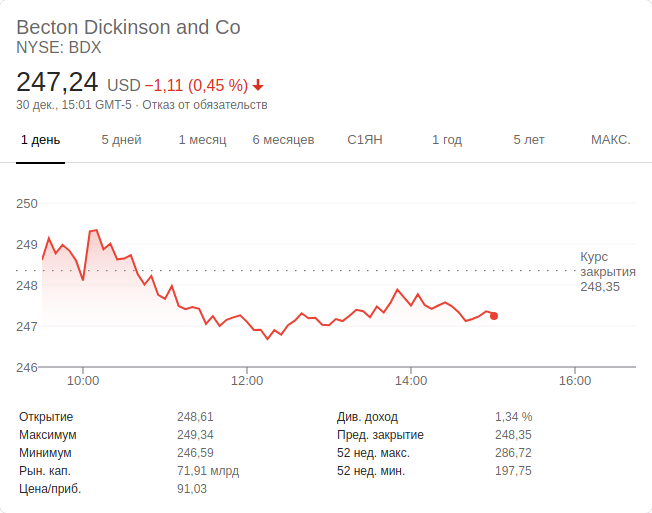 Becton Dickinson and Co
NYSE: BDX
247,24 USD −1,11 (0,45 %)
30 дек., 15:01 GMT-5 · Отказ от обязательств
1 день 5 дней 1 месяц 6 месяцев С1ЯН 1 год 5 лет МАКС.
250
249
Курс
закрытия
248,35
248
247
246
10:00 12:00 14:00 16:00
Открытие 248,61 Див. доход 1,34 %
Максимум 249,34 Пред. закрытие 248,35
Минимум 246,59 52 нед. макс. 286,72
Рын. кап. 71,91 млрд 52 нед. мин. 197,75
Цена/приб. 91,03